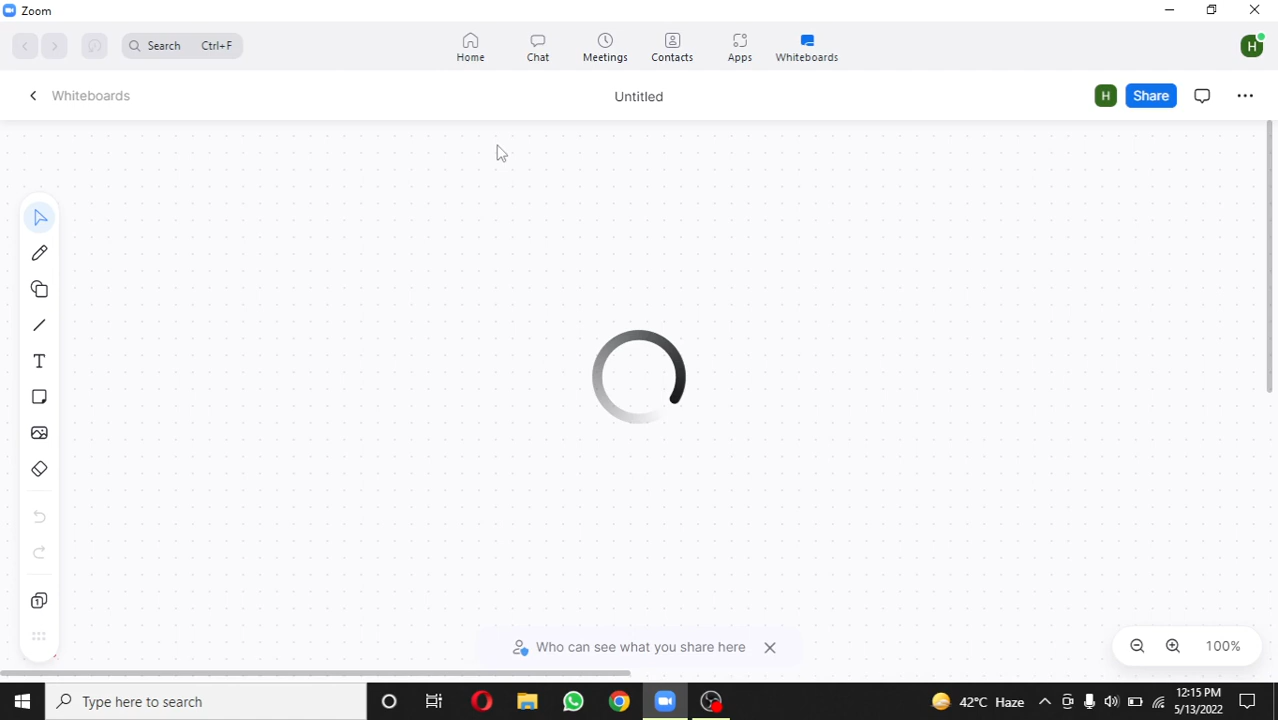 Zoom
Search Ctrl+F
Home
Chat
Meetings
Contacts
Apps
Whiteboards
H
Whiteboards
Untitled
H
Share
T
1
Who can see what you share here
100%
Type here to search
42°C Haze
12:15 PM
5/13/2022